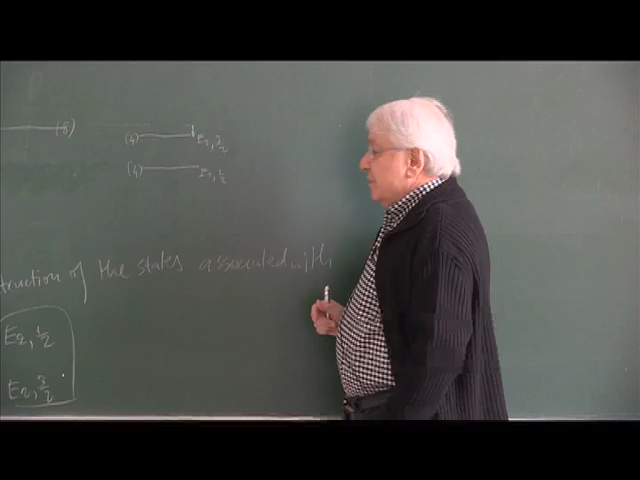 (8)
(4) E2, 3/2
(4) E2, 1/2
truction of the states associated with
E2, 1/2
E2, 3/2